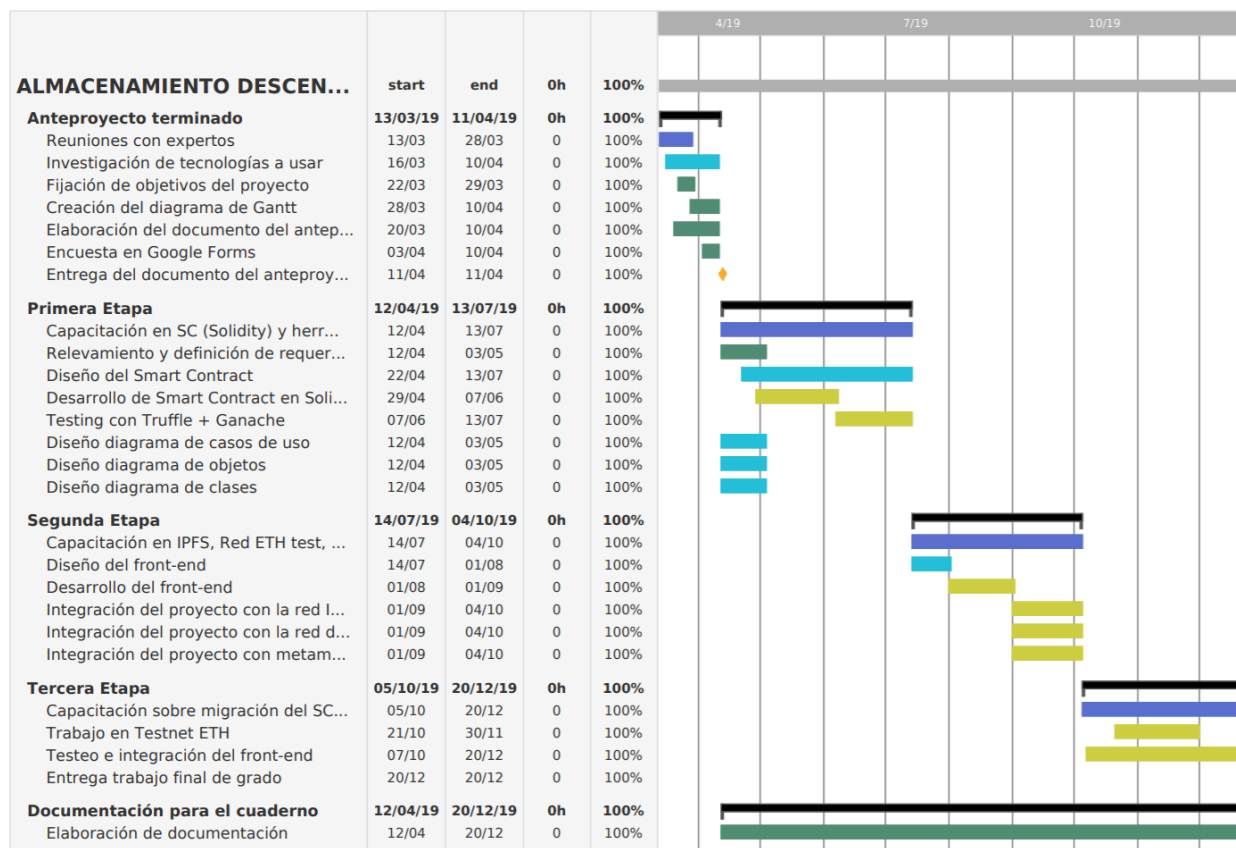 4/19 7/19 10/19
ALMACENAMIENTO DESCEN... start end 0h 100%
Anteproyecto terminado 13/03/19 11/04/19 0h 100%
Reuniones con expertos 13/03 28/03 0 100%
Investigación de tecnologías a usar 16/03 10/04 0 100%
Fijación de objetivos del proyecto 22/03 29/03 0 100%
Creación del diagrama de Gantt 28/03 10/04 0 100%
Elaboración del documento del antep... 20/03 10/04 0 100%
Encuesta en Google Forms 03/04 10/04 0 100%
Entrega del documento del anteproy... 11/04 11/04 0 100%
Primera Etapa 12/04/19 13/07/19 0h 100%
Capacitación en SC (Solidity) y herr... 12/04 13/07 0 100%
Relevamiento y definición de requer... 12/04 03/05 0 100%
Diseño del Smart Contract 22/04 13/07 0 100%
Desarrollo de Smart Contract en Soli... 29/04 07/06 0 100%
Testing con Truffle + Ganache 07/06 13/07 0 100%
Diseño diagrama de casos de uso 12/04 03/05 0 100%
Diseño diagrama de objetos 12/04 03/05 0 100%
Diseño diagrama de clases 12/04 03/05 0 100%
Segunda Etapa 14/07/19 04/10/19 0h 100%
Capacitación en IPFS, Red ETH test, ... 14/07 04/10 0 100%
Diseño del front-end 14/07 01/08 0 100%
Desarrollo del front-end 01/08 01/09 0 100%
Integración del proyecto con la red I... 01/09 04/10 0 100%
Integración del proyecto con la red d... 01/09 04/10 0 100%
Integración del proyecto con metam... 01/09 04/10 0 100%
Tercera Etapa 05/10/19 20/12/19 0h 100%
Capacitación sobre migración del SC... 05/10 20/12 0 100%
Trabajo en Testnet ETH 21/10 30/11 0 100%
Testeo e integración del front-end 07/10 20/12 0 100%
Entrega trabajo final de grado 20/12 20/12 0 100%
Documentación para el cuaderno 12/04/19 20/12/19 0h 100%
Elaboración de documentación 12/04 20/12 0 100%